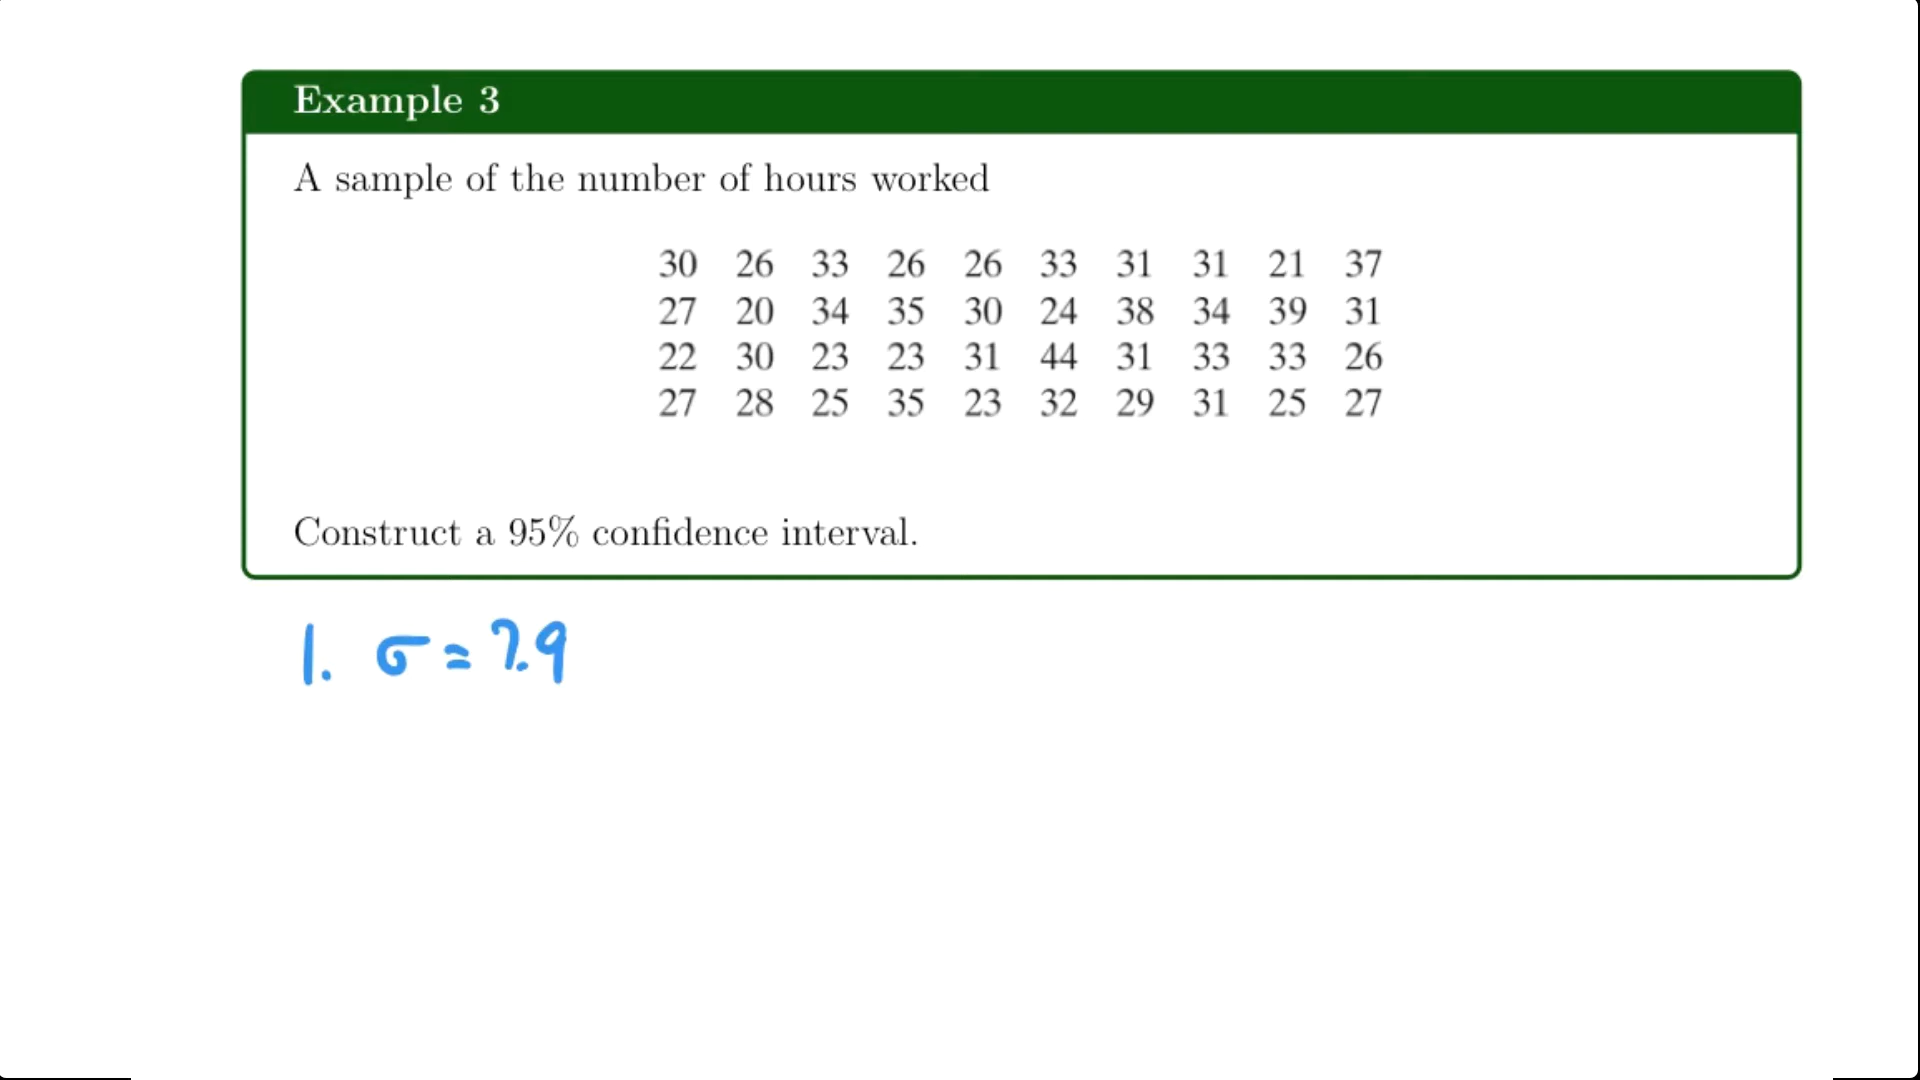 Example 3
A sample of the number of hours worked
30 26 33 26 26 33 31 31 21 37
27 20 34 35 30 24 38 34 39 31
22 30 23 23 31 44 31 33 33 26
27 28 25 35 23 32 29 31 25 27
Construct a 95% confidence interval.
1. σ = 7.9